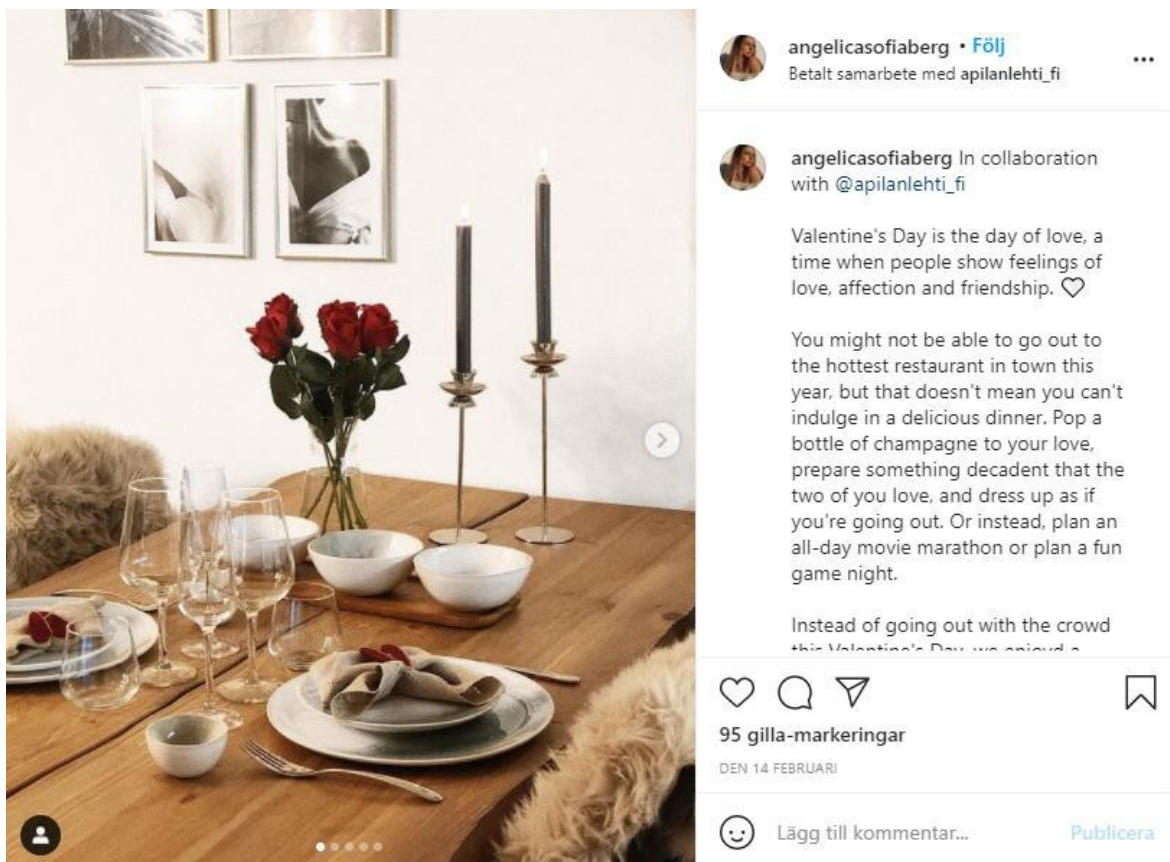 angelicasofiaberg • Följ
Betalt samarbete med apilanlehti_fi
angelicasofiaberg In collaboration
with @apilanlehti_fi
Valentine's Day is the day of love, a
time when people show feelings of
love, affection and friendship. ♡
You might not be able to go out to
the hottest restaurant in town this
year, but that doesn't mean you can't
indulge in a delicious dinner. Pop a
bottle of champagne to your love,
prepare something decadent that the
two of you love, and dress up as if
you're going out. Or instead, plan an
all-day movie marathon or plan a fun
game night.
Instead of going out with the crowd
this Valentine's Day, we enjoyd a
95 gilla-markeringar
DEN 14 FEBRUARI
Lägg till kommentar...
Publicera